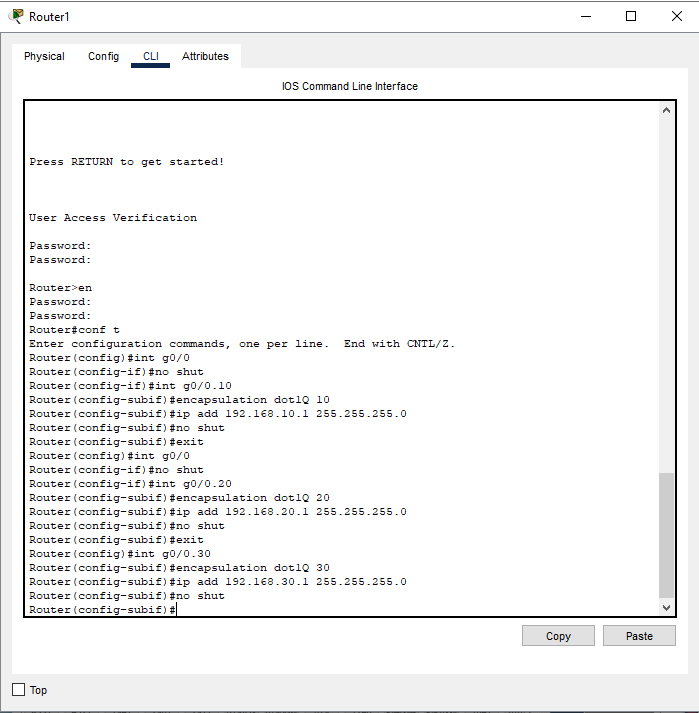 Router1
Physical Config CLI Attributes
IOS Command Line Interface
Press RETURN to get started!
User Access Verification
Password:
Password:
Router>en
Password:
Password:
Router#conf t
Enter configuration commands, one per line.  End with CNTL/Z.
Router(config)#int g0/0
Router(config-if)#no shut
Router(config-if)#int g0/0.10
Router(config-subif)#encapsulation dot1Q 10
Router(config-subif)#ip add 192.168.10.1 255.255.255.0
Router(config-subif)#no shut
Router(config-subif)#exit
Router(config)#int g0/0
Router(config-if)#no shut
Router(config-if)#int g0/0.20
Router(config-subif)#encapsulation dot1Q 20
Router(config-subif)#ip add 192.168.20.1 255.255.255.0
Router(config-subif)#no shut
Router(config-subif)#exit
Router(config)#int g0/0.30
Router(config-subif)#encapsulation dot1Q 30
Router(config-subif)#ip add 192.168.30.1 255.255.255.0
Router(config-subif)#no shut
Router(config-subif)#
Copy Paste
Top